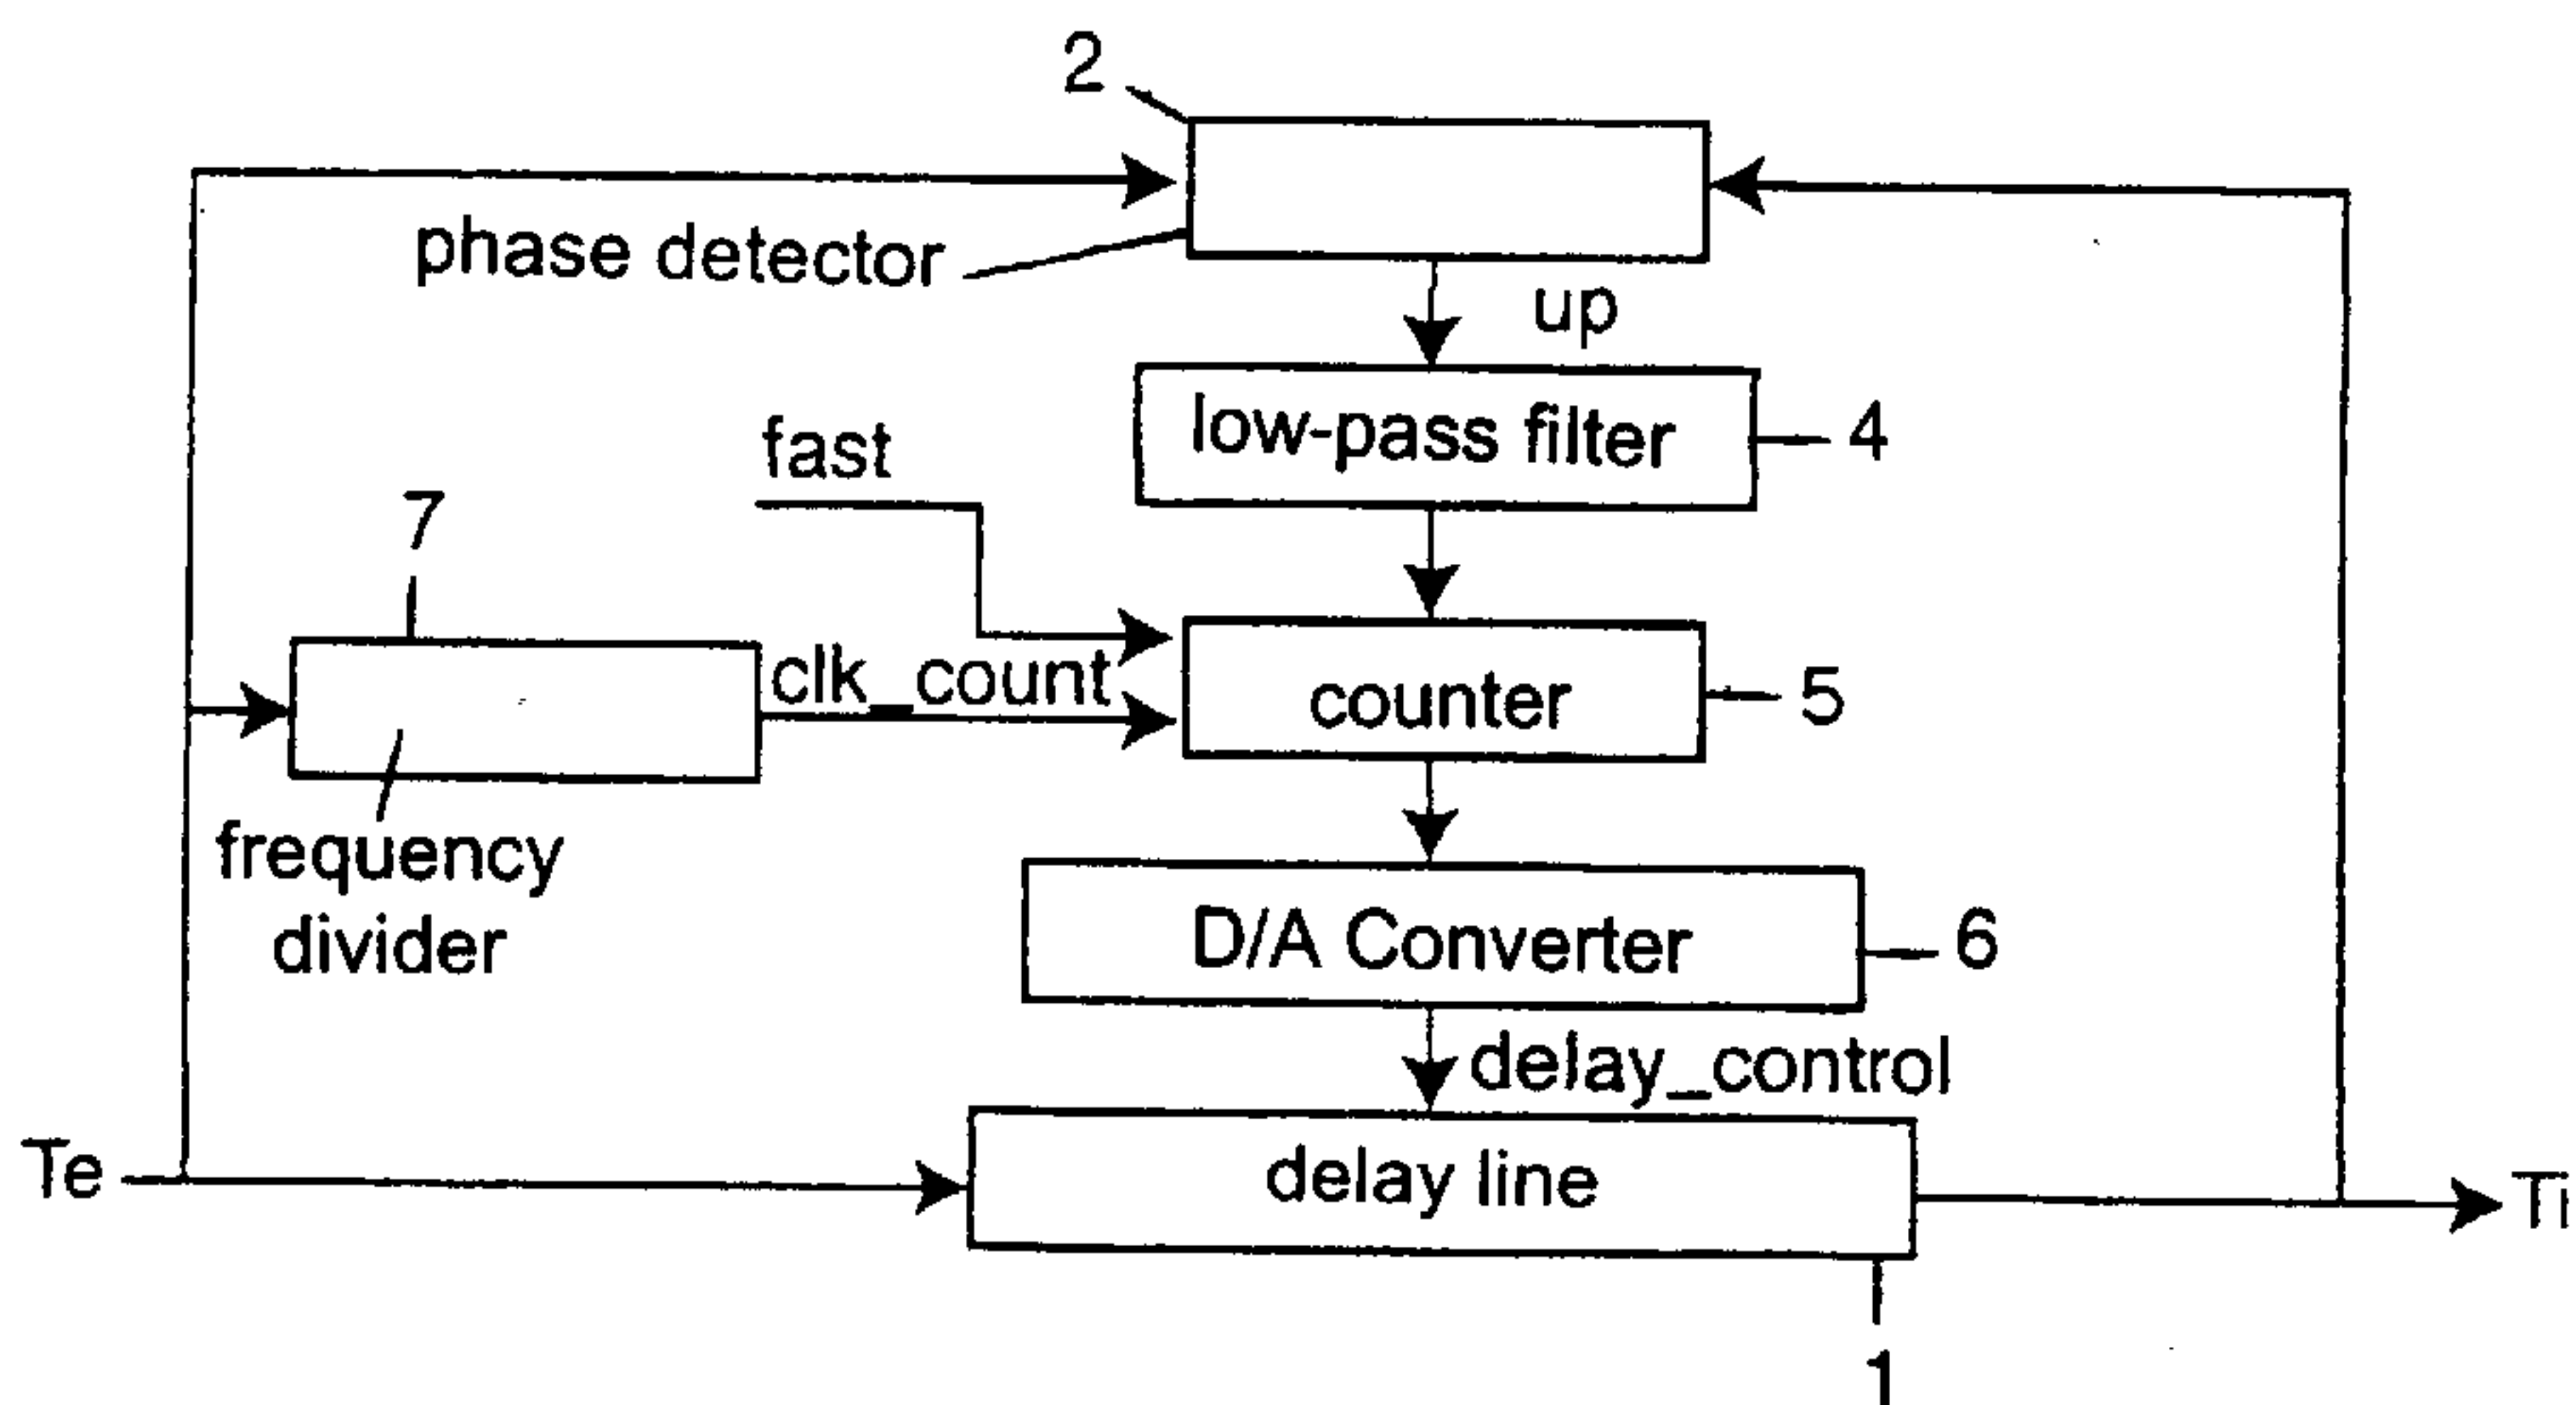 2
phase detector
up
low-pass filter
4
fast
7
clk_count
counter
5
frequency
divider
D/A Converter
6
delay_control
Te
delay line
Ti
1